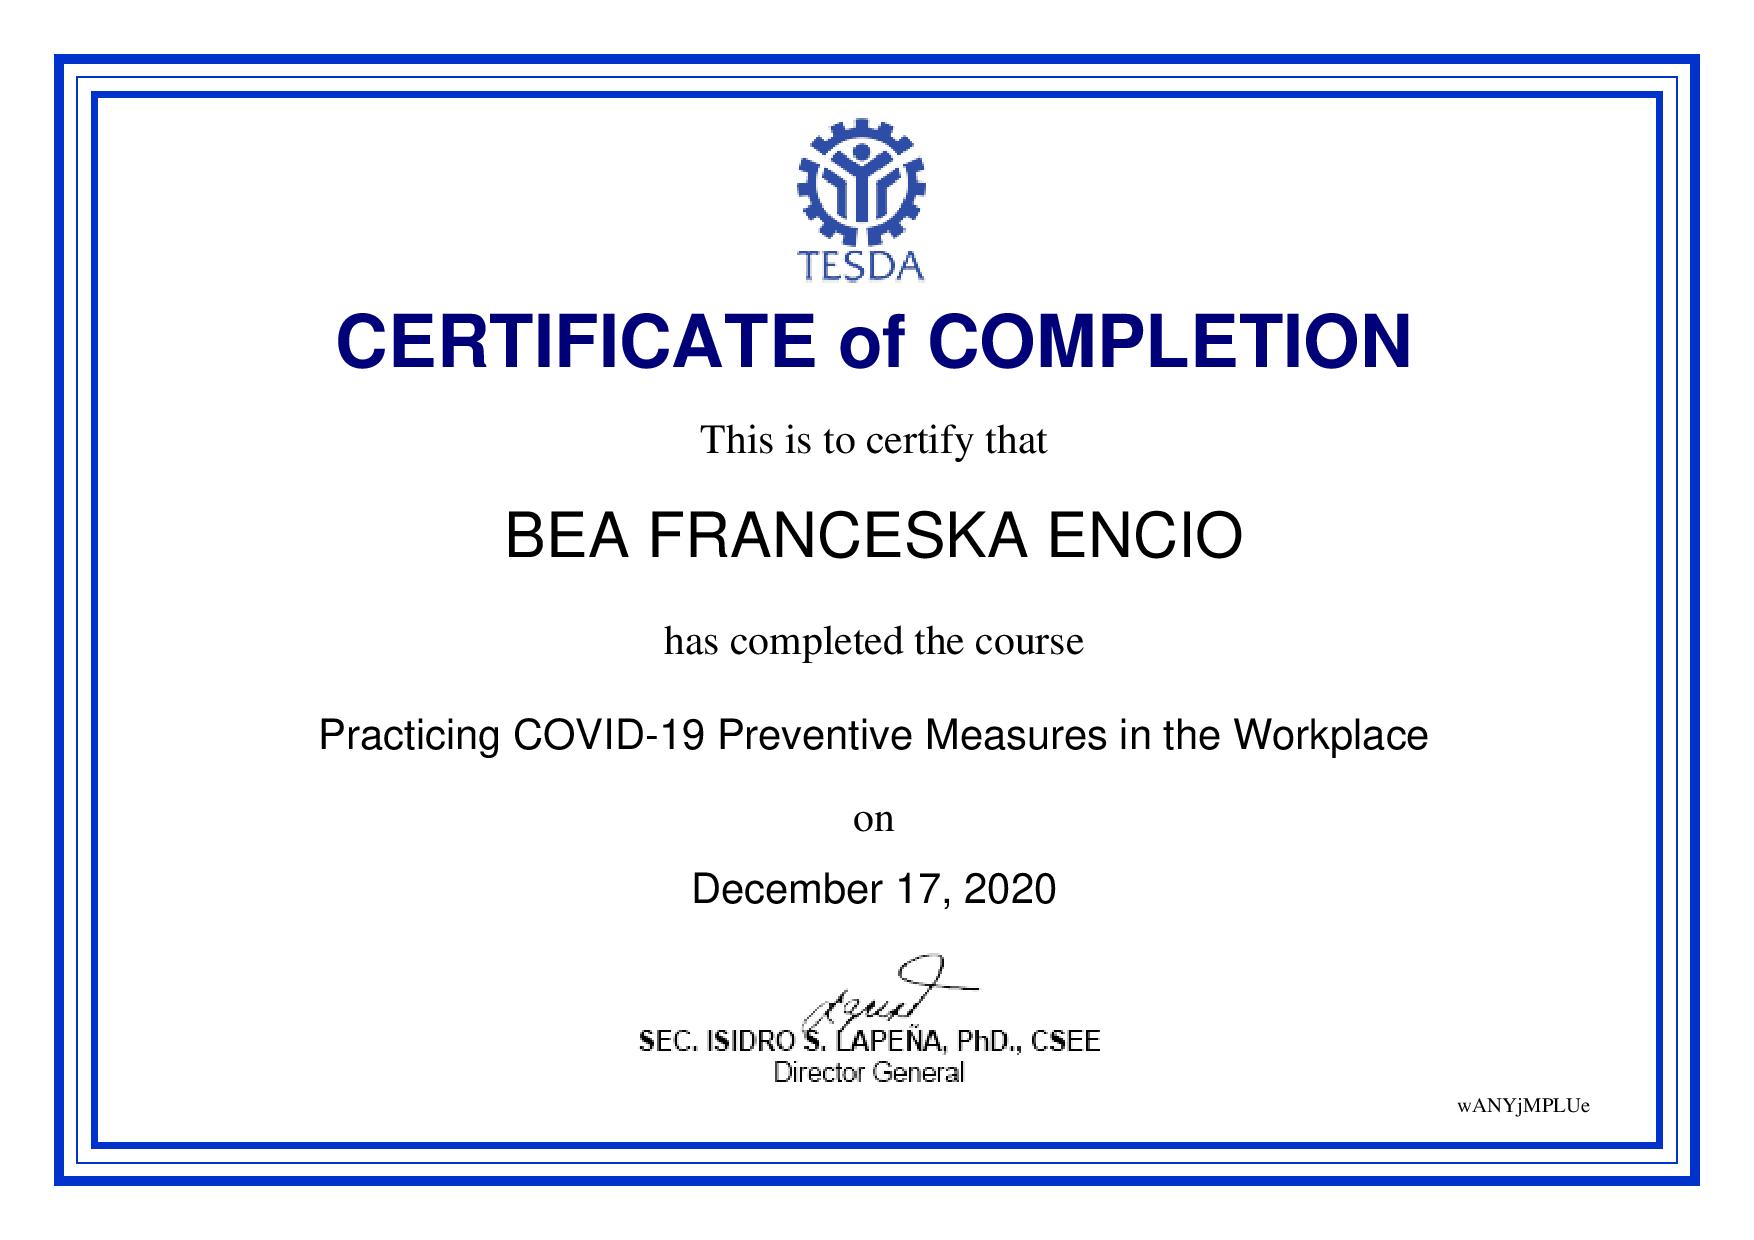 TESDA
CERTIFICATE of COMPLETION
This is to certify that
BEA FRANCESKA ENCIO
has completed the course
Practicing COVID-19 Preventive Measures in the Workplace
on
December 17, 2020
SEC. ISIDRO S. LAPEÑA, PhD., CSEE
Director General
wANYjMPLUe